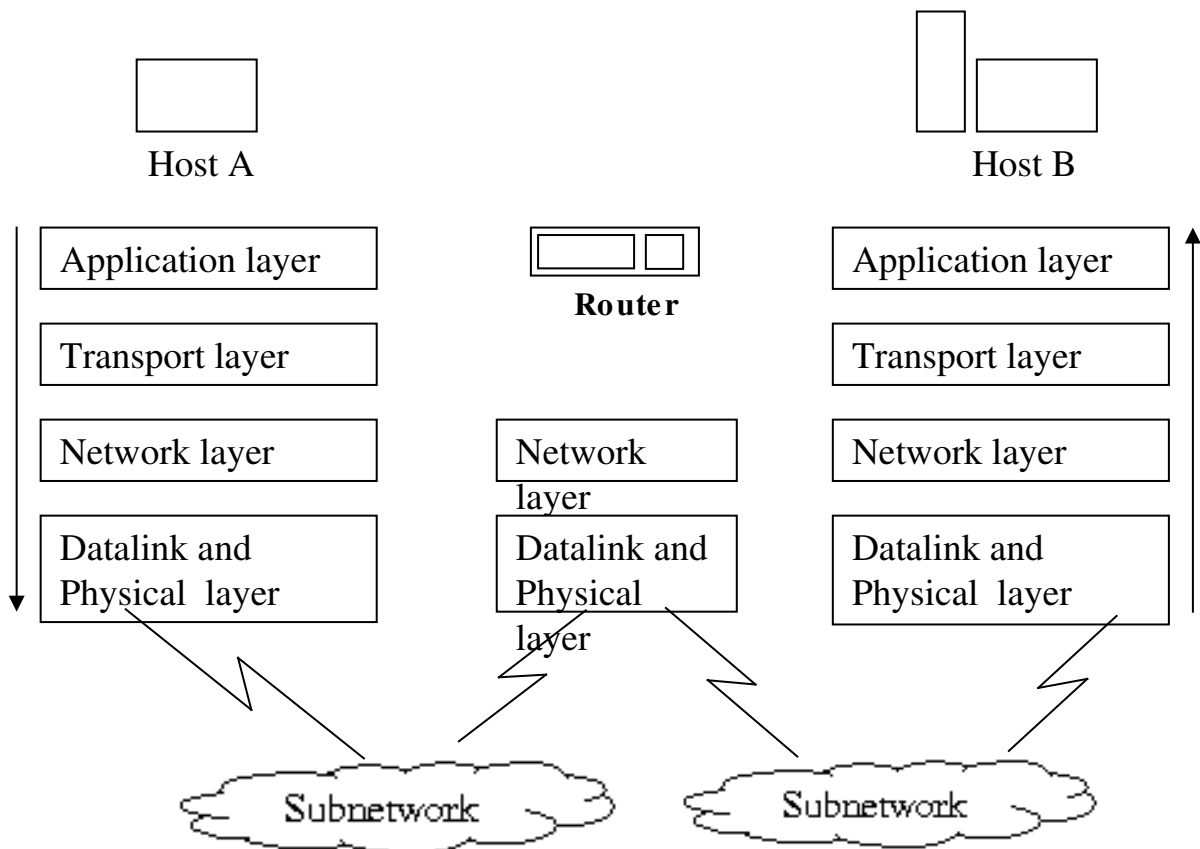 Host A
Host B
Application layer
Router
Application layer
Transport layer
Transport layer
Network layer
Network
layer
Network layer
Datalink and
Physical layer
Datalink and
Physical
layer
Datalink and
Physical layer
Subnetwork
Subnetwork